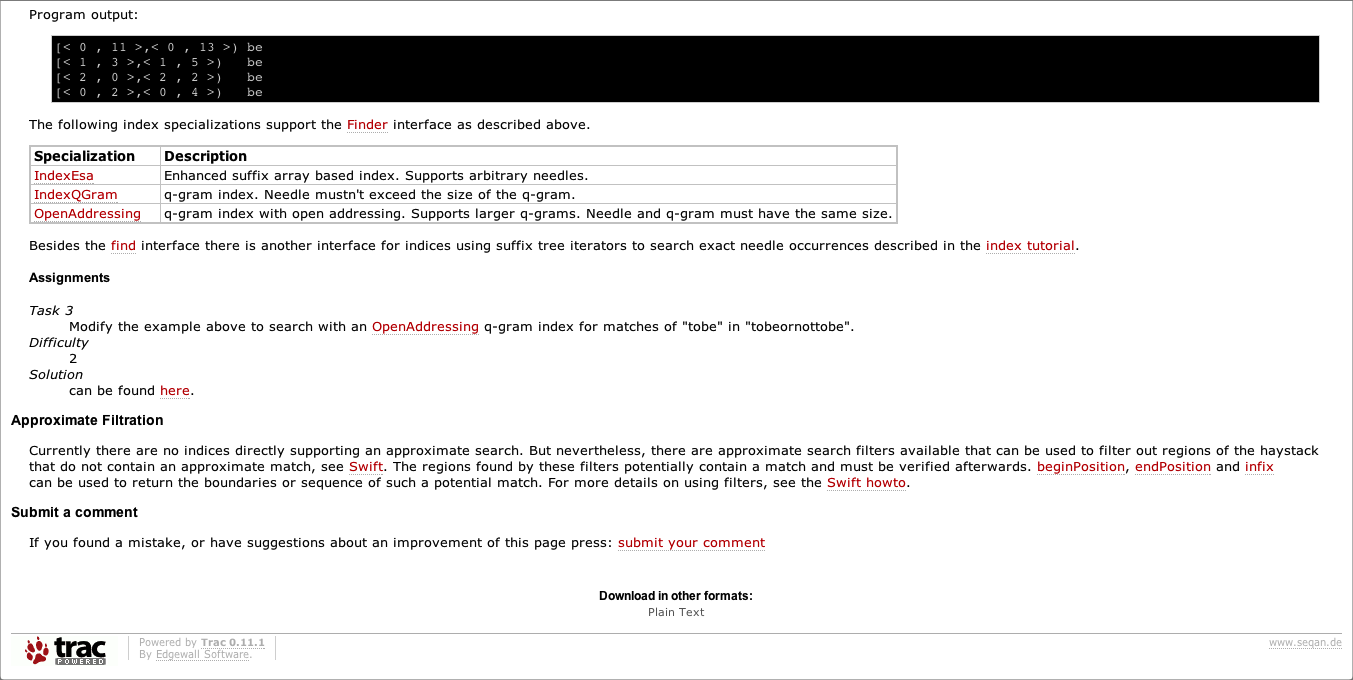 Program output:
[< 0 , 11 >,< 0 , 13 >) be
[< 1 , 3 >,< 1 , 5 >)   be
[< 2 , 0 >,< 2 , 2 >)   be
[< 0 , 2 >,< 0 , 4 >)   be
The following index specializations support the Finder interface as described above.
Specialization Description
IndexEsa Enhanced suffix array based index. Supports arbitrary needles.
IndexQGram q-gram index. Needle mustn't exceed the size of the q-gram.
OpenAddressing q-gram index with open addressing. Supports larger q-grams. Needle and q-gram must have the same size.
Besides the find interface there is another interface for indices using suffix tree iterators to search exact needle occurrences described in the index tutorial.
Assignments
Task 3
Modify the example above to search with an OpenAddressing q-gram index for matches of "tobe" in "tobeornottobe".
Difficulty
2
Solution
can be found here.
Approximate Filtration
Currently there are no indices directly supporting an approximate search. But nevertheless, there are approximate search filters available that can be used to filter out regions of the haystack
that do not contain an approximate match, see Swift. The regions found by these filters potentially contain a match and must be verified afterwards. beginPosition, endPosition and infix
can be used to return the boundaries or sequence of such a potential match. For more details on using filters, see the Swift howto.
Submit a comment
If you found a mistake, or have suggestions about an improvement of this page press: submit your comment
Download in other formats:
Plain Text
trac
POWERED
Powered by Trac 0.11.1
By Edgewall Software.
www.seqan.de